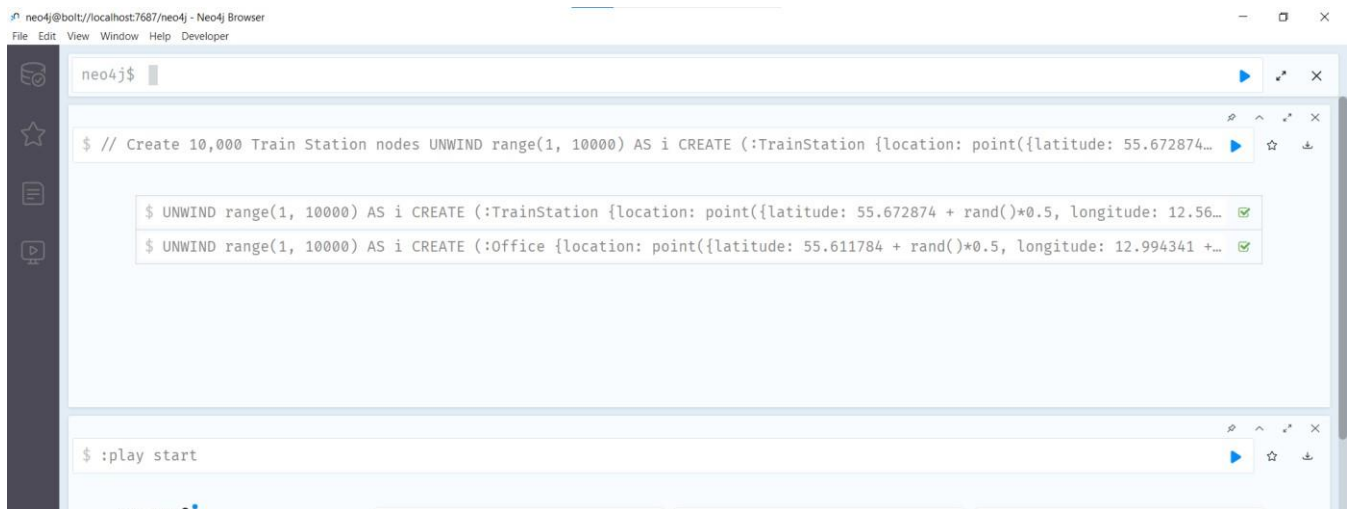 neo4j@bolt://localhost:7687/neo4j - Neo4j Browser
File Edit View Window Help Developer
neo4j$
$ // Create 10,000 Train Station nodes UNWIND range(1, 10000) AS i CREATE (:TrainStation {location: point({latitude: 55.672874…
$ UNWIND range(1, 10000) AS i CREATE (:TrainStation {location: point({latitude: 55.672874 + rand()*0.5, longitude: 12.56…
$ UNWIND range(1, 10000) AS i CREATE (:Office {location: point({latitude: 55.611784 + rand()*0.5, longitude: 12.994341 +…
$ :play start